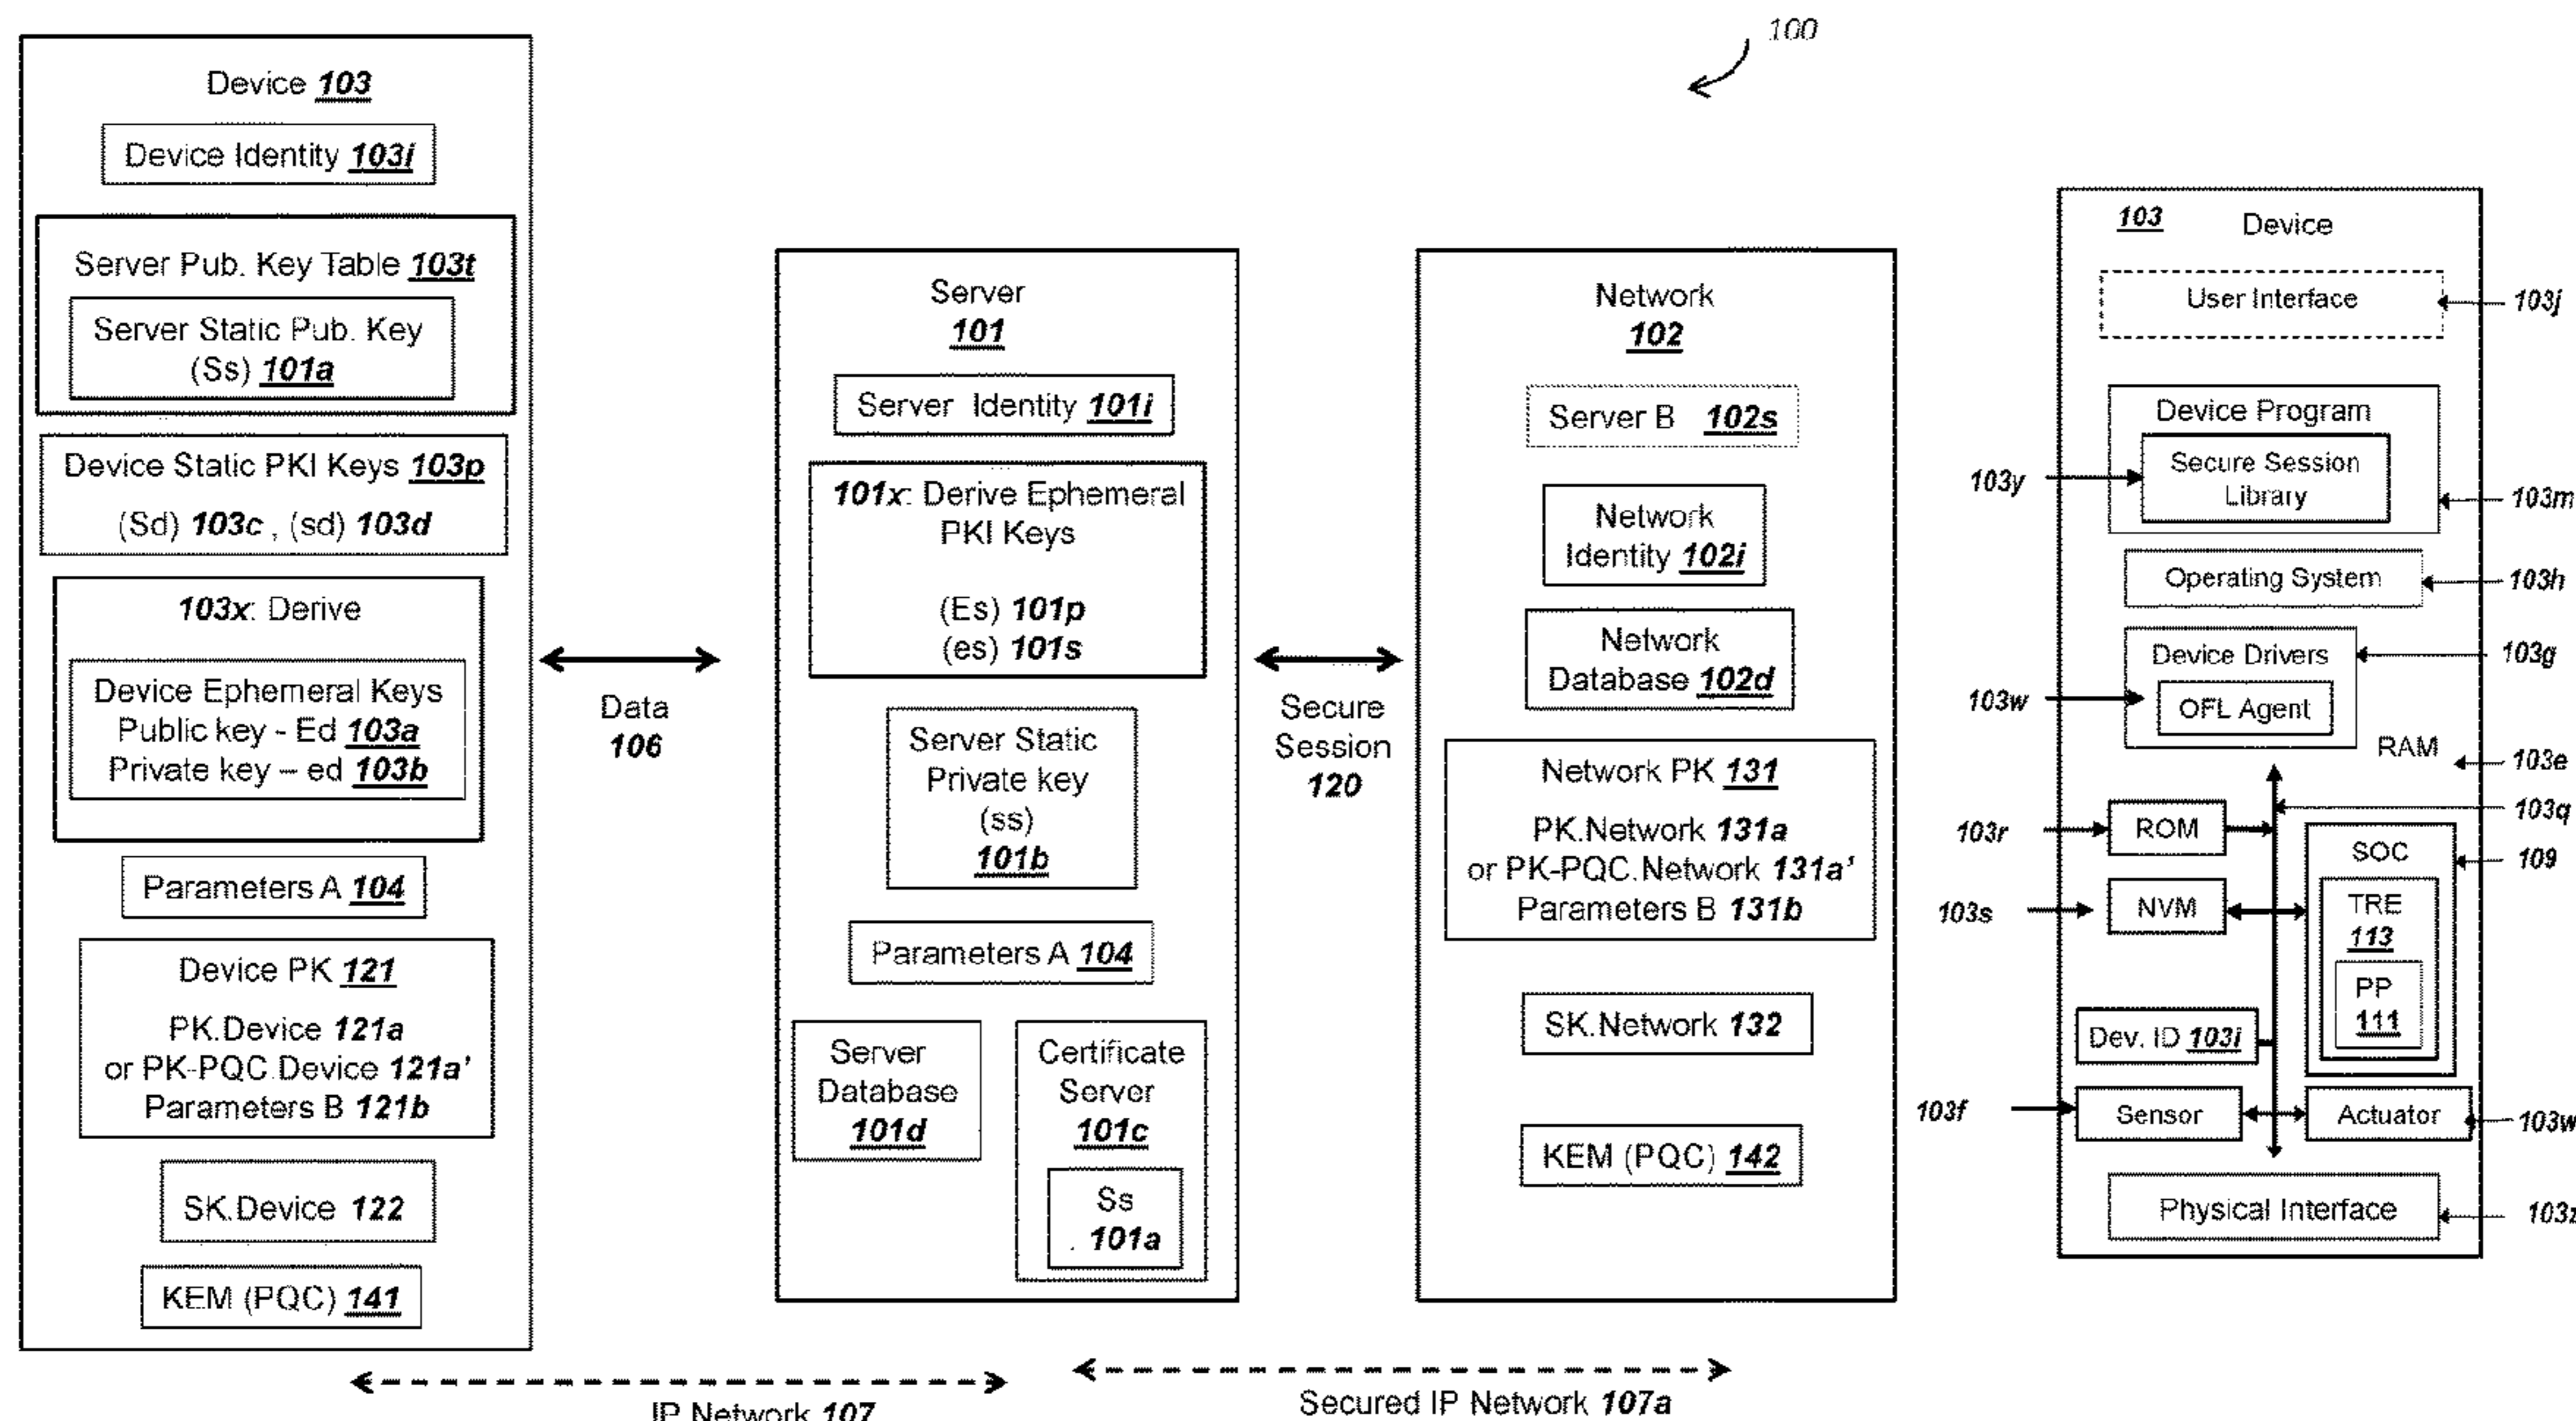 100
Device 103
Device Identity 103i
Server Pub. Key Table 103t
Server Static Pub. Key
(Ss) 101a
Device Static PKI Keys 103p
(Sd) 103c , (sd) 103d
103x: Derive
Device Ephemeral Keys
Public key - Ed 103a
Private key – ed 103b
Parameters A 104
Device PK 121
PK.Device 121a
or PK-PQC.Device 121a'
Parameters B 121b
SK.Device 122
KEM (PQC) 141
Data
106
Server
101
Server Identity 101i
101x: Derive Ephemeral
PKI Keys
(Es) 101p
(es) 101s
Server Static
Private key
(ss)
101b
Parameters A 104
Server
Database
101d
Certificate
Server
101c
Ss
101a
Secure
Session
120
Network
102
Server B 102s
Network
Identity 102i
Network
Database 102d
Network PK 131
PK.Network 131a
or PK-PQC.Network 131a'
Parameters B 131b
SK.Network 132
KEM (PQC) 142
103 Device
User Interface
103j
Device Program
Secure Session
Library
103y
103m
Operating System
103h
Device Drivers
103g
OFL Agent
103w
RAM
103e
103q
103r
ROM
SOC
109
103s
NVM
TRE
113
PP
111
Dev. ID 103i
103f
Sensor
Actuator
103w
Physical Interface
103z
IP Network 107
Secured IP Network 107a